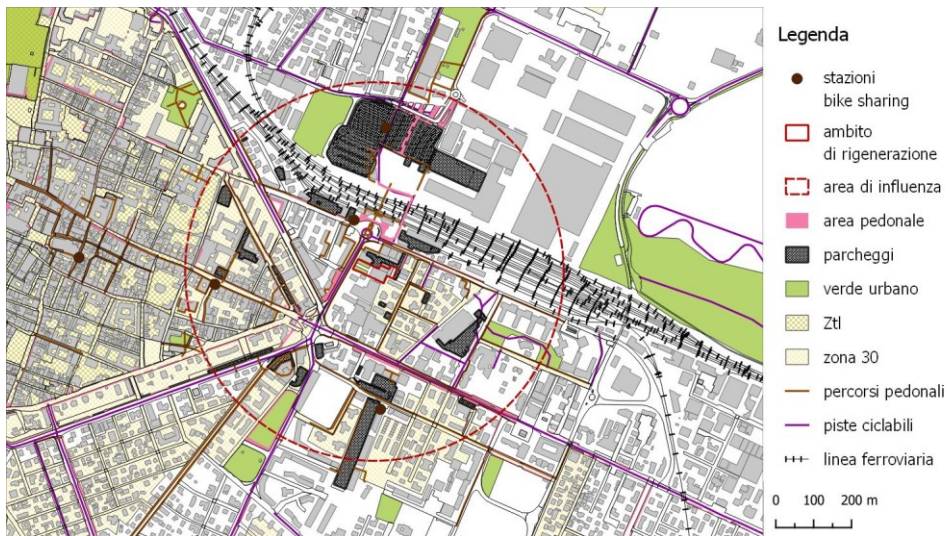 Legenda
stazioni
bike sharing
ambito
di rigenerazione
area di influenza
area pedonale
parcheggi
verde urbano
Ztl
zona 30
percorsi pedonali
piste ciclabili
linea ferroviaria
0 100 200 m